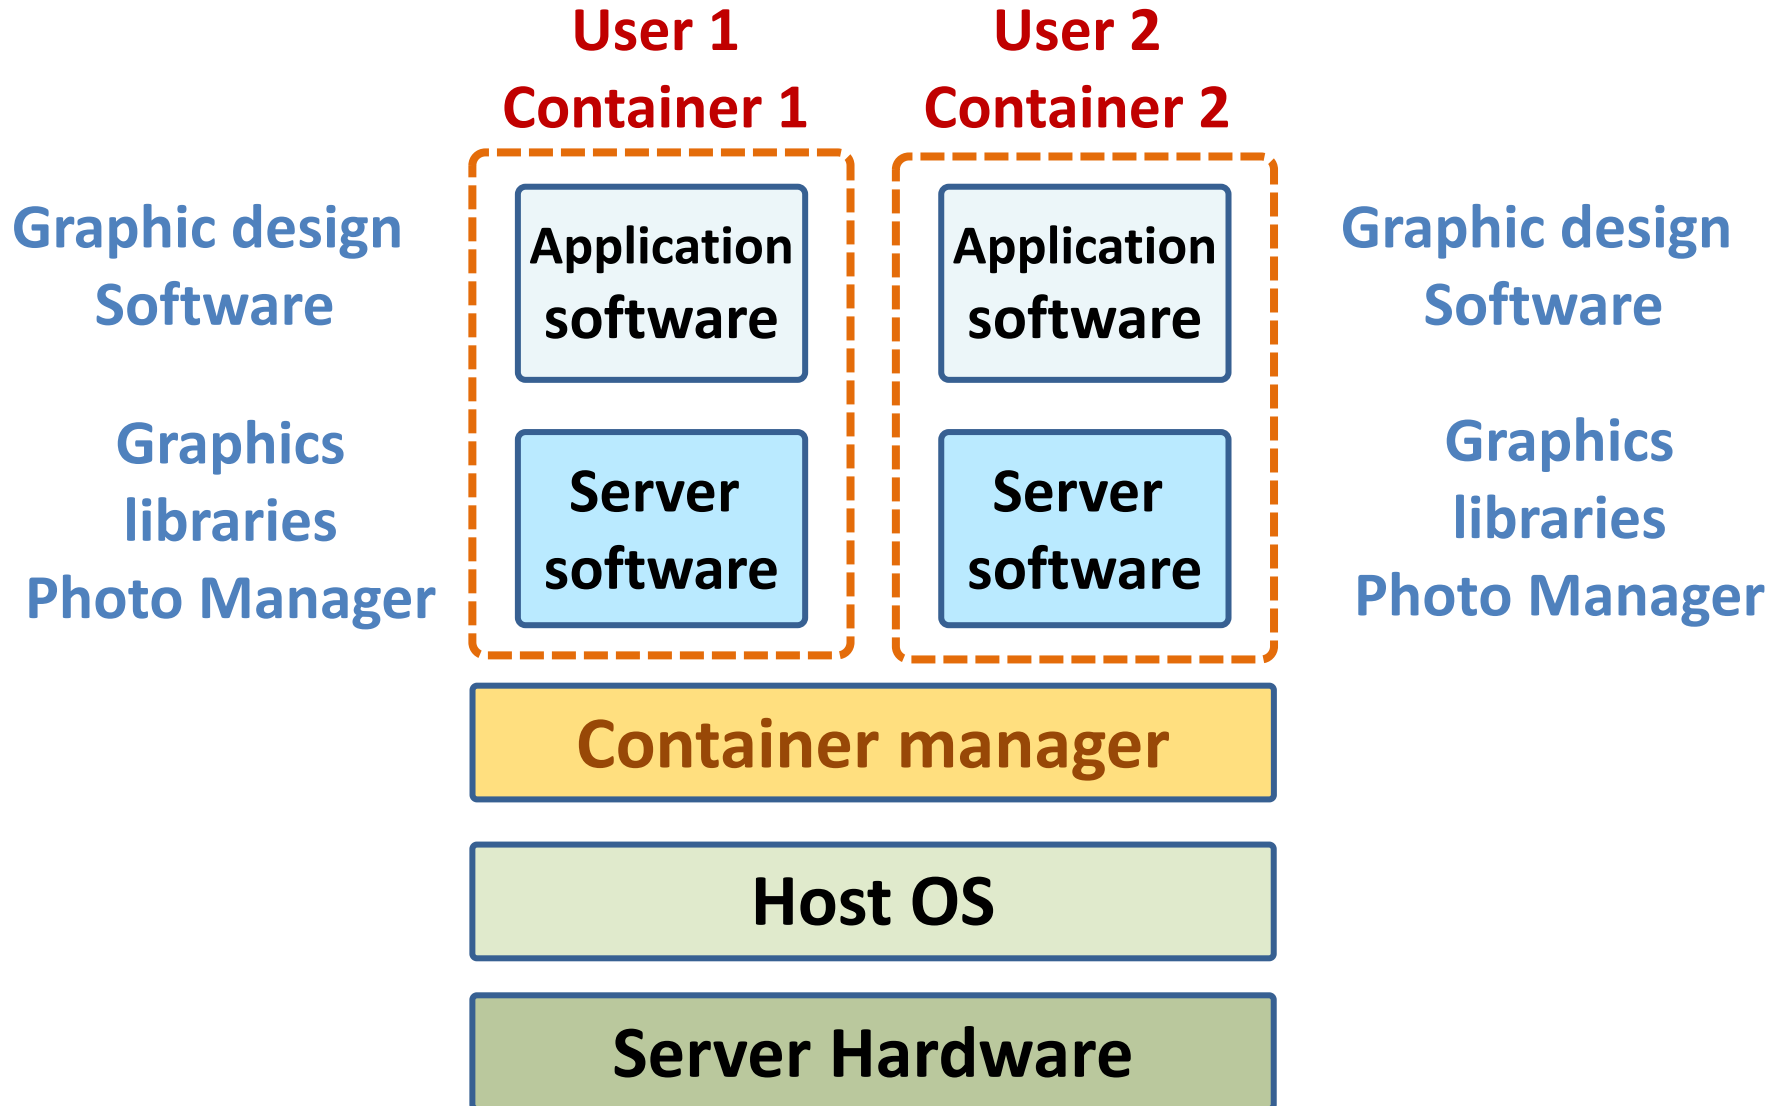 User 1
Container 1
User 2
Container 2
Graphic design
Software
Application
software
Application
software
Graphic design
Software
Graphics
libraries
Photo Manager
Server
software
Server
software
Graphics
libraries
Photo Manager
Container manager
Host OS
Server Hardware